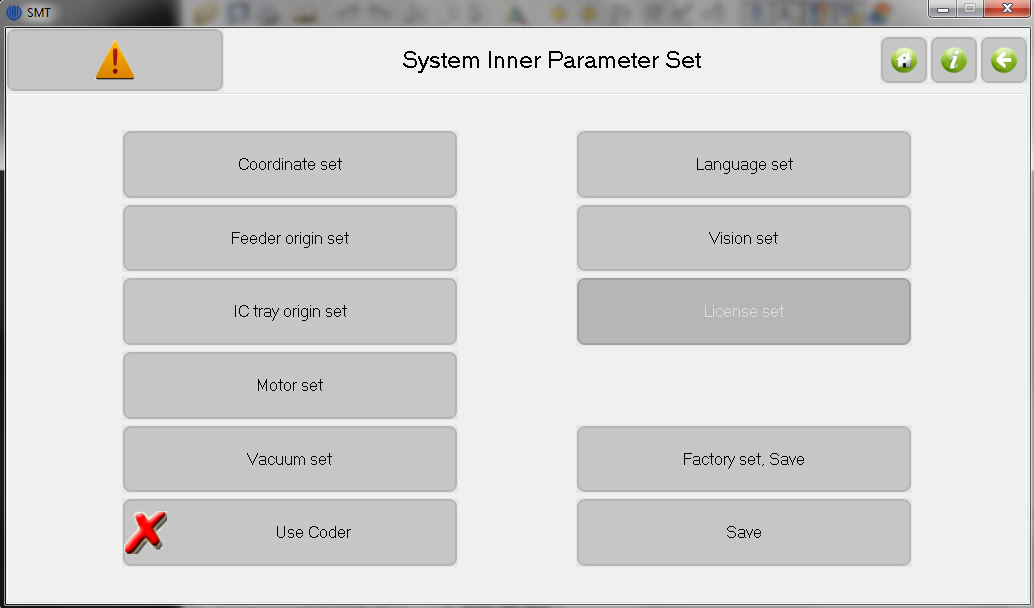 SMT
System Inner Parameter Set
Coordinate set
Language set
Feeder origin set
Vision set
IC tray origin set
License set
Motor set
Vacuum set
Factory set, Save
Use Coder
Save